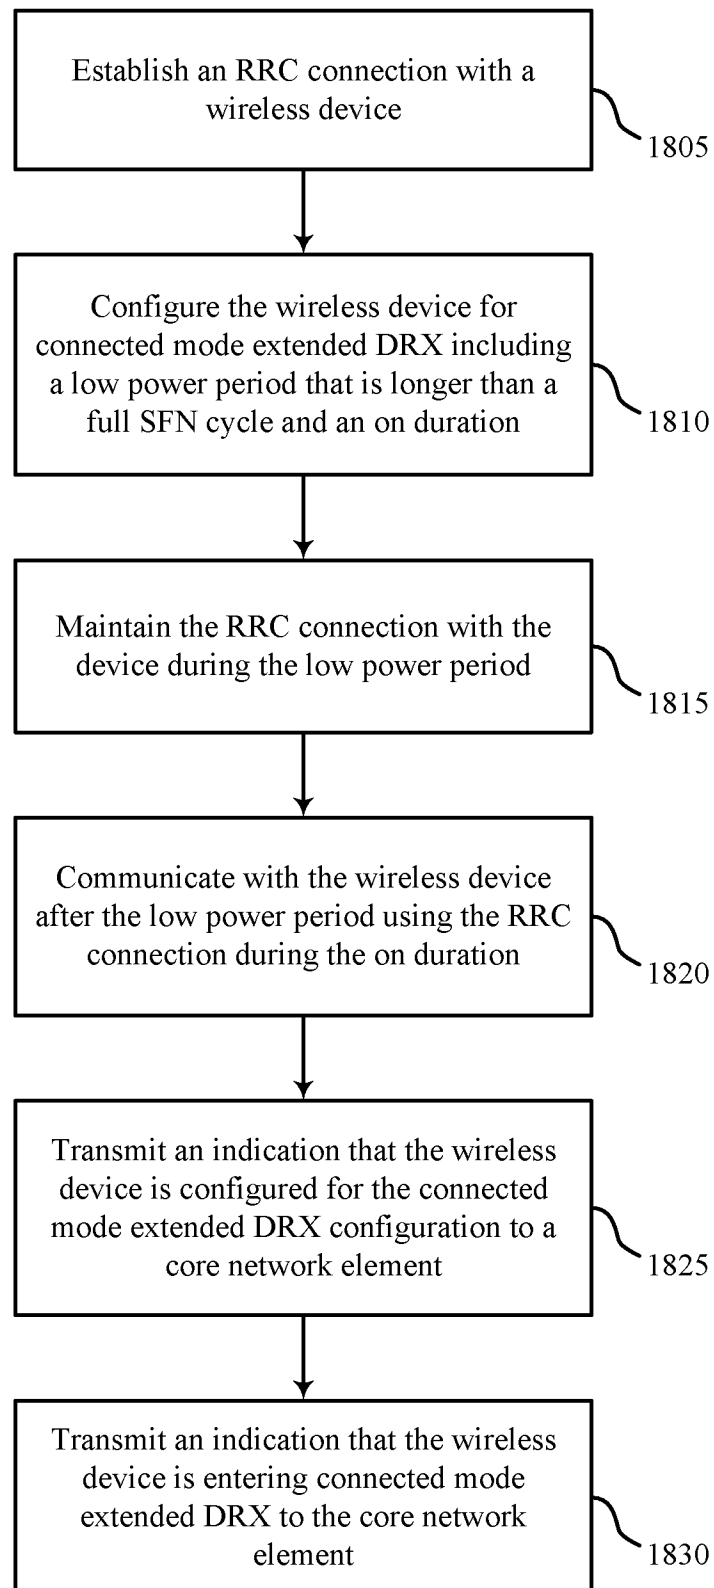 Establish an RRC connection with a
wireless device
1805
Configure the wireless device for
connected mode extended DRX including
a low power period that is longer than a
full SFN cycle and an on duration
1810
Maintain the RRC connection with the
device during the low power period
1815
Communicate with the wireless device
after the low power period using the RRC
connection during the on duration
1820
Transmit an indication that the wireless
device is configured for the connected
mode extended DRX configuration to a
core network element
1825
Transmit an indication that the wireless
device is entering connected mode
extended DRX to the core network
element
1830